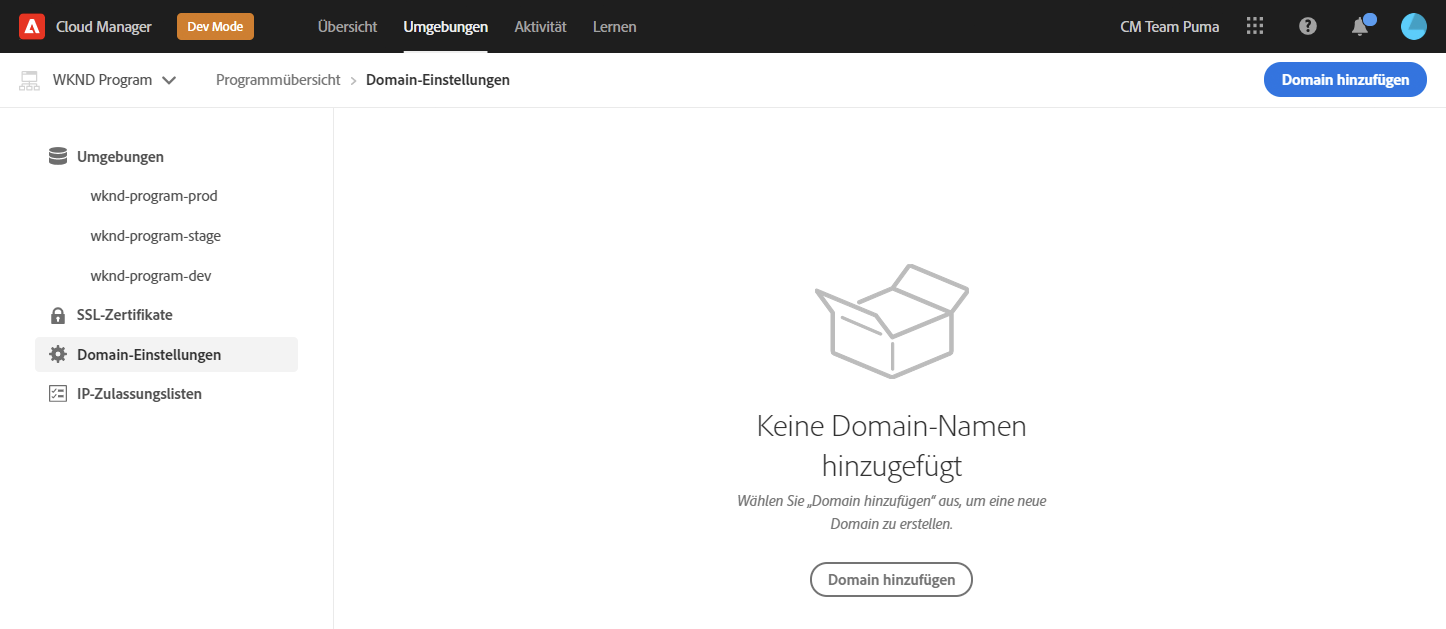 Cloud Manager Dev Mode Übersicht Umgebungen Aktivität Lernen CM Team Puma
WKND Program Programmübersicht > Domain-Einstellungen Domain hinzufügen
Umgebungen
wknd-program-prod
wknd-program-stage
wknd-program-dev
SSL-Zertifikate
Domain-Einstellungen
IP-Zulassungslisten
Keine Domain-Namen
hinzugefügt
Wählen Sie „Domain hinzufügen“ aus, um eine neue
Domain zu erstellen.
Domain hinzufügen